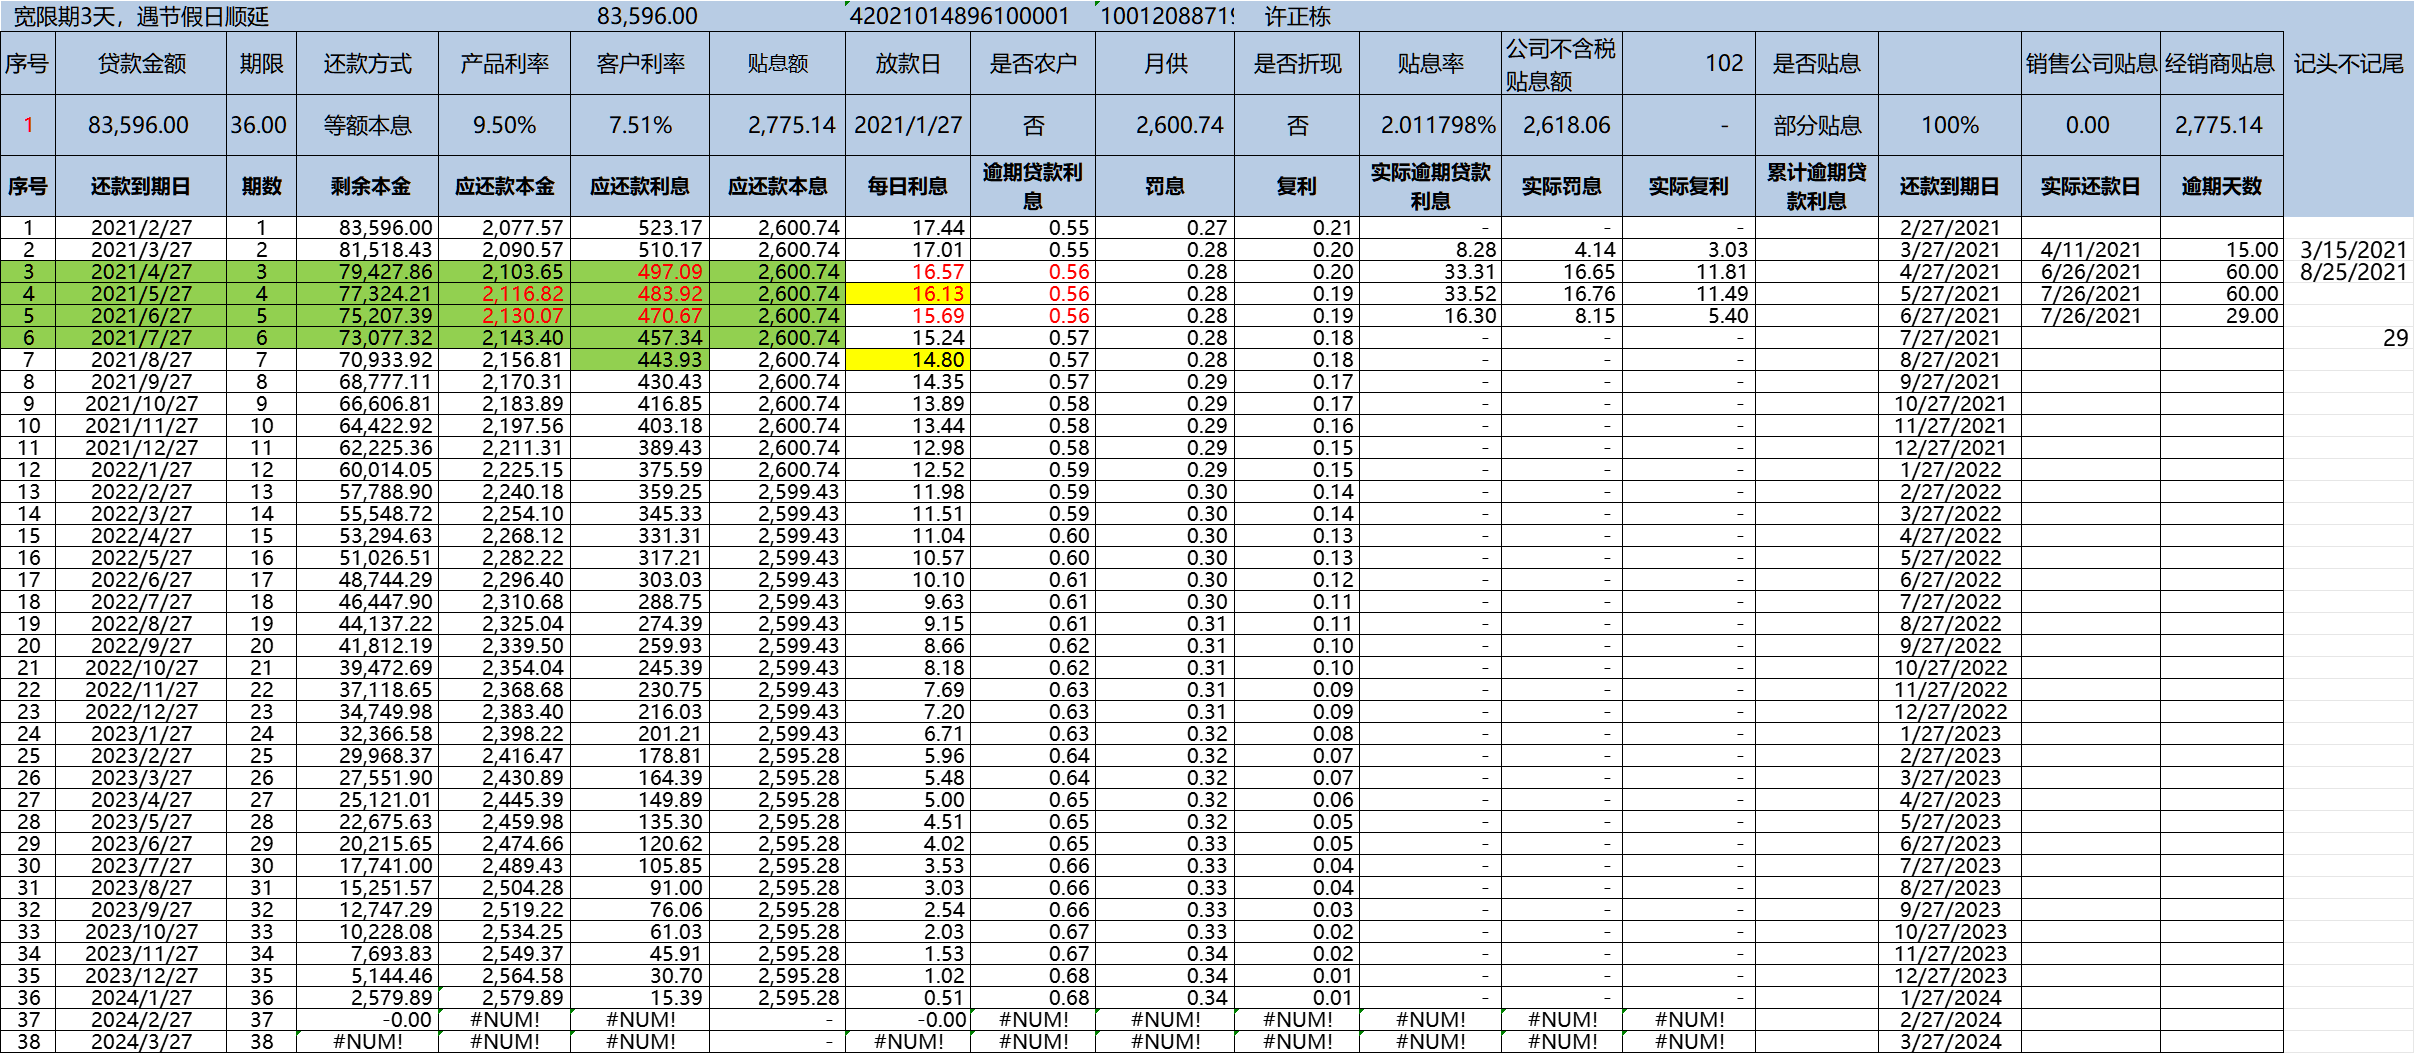 宽限期3天，遇节假日顺延 83,596.00 42021014896100001 10012088719 许正栋
序号 贷款金额 期限 还款方式 产品利率 客户利率 贴息额 放款日 是否农户 月供 是否折现 贴息率 公司不含税贴息额 102 是否贴息 销售公司贴息 经销商贴息 记头不记尾
1 83,596.00 36.00 等额本息 9.50% 7.51% 2,775.14 2021/1/27 否 2,600.74 否 2.011798% 2,618.06 - 部分贴息 100% 0.00 2,775.14
序号 还款到期日 期数 剩余本金 应还款本金 应还款利息 应还款本息 每日利息 逾期贷款利息 罚息 复利 实际逾期贷款利息 实际罚息 实际复利 累计逾期贷款利息 还款到期日 实际还款日 逾期天数
1 2021/2/27 1 83,596.00 2,077.57 523.17 2,600.74 17.44 0.55 0.27 0.21 - - - 2/27/2021
2 2021/3/27 2 81,518.43 2,090.57 510.17 2,600.74 17.01 0.55 0.28 0.20 8.28 4.14 3.03 3/27/2021 4/11/2021 15.00 3/15/2021
3 2021/4/27 3 79,427.86 2,103.65 497.09 2,600.74 16.57 0.56 0.28 0.20 33.31 16.65 11.81 4/27/2021 6/26/2021 60.00 8/25/2021
4 2021/5/27 4 77,324.21 2,116.82 483.92 2,600.74 16.13 0.56 0.28 0.19 33.52 16.76 11.49 5/27/2021 7/26/2021 60.00
5 2021/6/27 5 75,207.39 2,130.07 470.67 2,600.74 15.69 0.56 0.28 0.19 16.30 8.15 5.40 6/27/2021 7/26/2021 29.00
6 2021/7/27 6 73,077.32 2,143.40 457.34 2,600.74 15.24 0.57 0.28 0.18 - - - 7/27/2021 29
7 2021/8/27 7 70,933.92 2,156.81 443.93 2,600.74 14.80 0.57 0.28 0.18 - - - 8/27/2021
8 2021/9/27 8 68,777.11 2,170.31 430.43 2,600.74 14.35 0.57 0.29 0.17 - - - 9/27/2021
9 2021/10/27 9 66,606.81 2,183.89 416.85 2,600.74 13.89 0.58 0.29 0.17 - - - 10/27/2021
10 2021/11/27 10 64,422.92 2,197.56 403.18 2,600.74 13.44 0.58 0.29 0.16 - - - 11/27/2021
11 2021/12/27 11 62,225.36 2,211.31 389.43 2,600.74 12.98 0.58 0.29 0.15 - - - 12/27/2021
12 2022/1/27 12 60,014.05 2,225.15 375.59 2,600.74 12.52 0.59 0.29 0.15 - - - 1/27/2022
13 2022/2/27 13 57,788.90 2,240.18 359.25 2,599.43 11.98 0.59 0.30 0.14 - - - 2/27/2022
14 2022/3/27 14 55,548.72 2,254.10 345.33 2,599.43 11.51 0.59 0.30 0.14 - - - 3/27/2022
15 2022/4/27 15 53,294.63 2,268.12 331.31 2,599.43 11.04 0.60 0.30 0.13 - - - 4/27/2022
16 2022/5/27 16 51,026.51 2,282.22 317.21 2,599.43 10.57 0.60 0.30 0.13 - - - 5/27/2022
17 2022/6/27 17 48,744.29 2,296.40 303.03 2,599.43 10.10 0.61 0.30 0.12 - - - 6/27/2022
18 2022/7/27 18 46,447.90 2,310.68 288.75 2,599.43 9.63 0.61 0.30 0.11 - - - 7/27/2022
19 2022/8/27 19 44,137.22 2,325.04 274.39 2,599.43 9.15 0.61 0.31 0.11 - - - 8/27/2022
20 2022/9/27 20 41,812.19 2,339.50 259.93 2,599.43 8.66 0.62 0.31 0.10 - - - 9/27/2022
21 2022/10/27 21 39,472.69 2,354.04 245.39 2,599.43 8.18 0.62 0.31 0.10 - - - 10/27/2022
22 2022/11/27 22 37,118.65 2,368.68 230.75 2,599.43 7.69 0.63 0.31 0.09 - - - 11/27/2022
23 2022/12/27 23 34,749.98 2,383.40 216.03 2,599.43 7.20 0.63 0.31 0.09 - - - 12/27/2022
24 2023/1/27 24 32,366.58 2,398.22 201.21 2,599.43 6.71 0.63 0.32 0.08 - - - 1/27/2023
25 2023/2/27 25 29,968.37 2,416.47 178.81 2,595.28 5.96 0.64 0.32 0.07 - - - 2/27/2023
26 2023/3/27 26 27,551.90 2,430.89 164.39 2,595.28 5.48 0.64 0.32 0.07 - - - 3/27/2023
27 2023/4/27 27 25,121.01 2,445.39 149.89 2,595.28 5.00 0.65 0.32 0.06 - - - 4/27/2023
28 2023/5/27 28 22,675.63 2,459.98 135.30 2,595.28 4.51 0.65 0.32 0.05 - - - 5/27/2023
29 2023/6/27 29 20,215.65 2,474.66 120.62 2,595.28 4.02 0.65 0.33 0.05 - - - 6/27/2023
30 2023/7/27 30 17,741.00 2,489.43 105.85 2,595.28 3.53 0.66 0.33 0.04 - - - 7/27/2023
31 2023/8/27 31 15,251.57 2,504.28 91.00 2,595.28 3.03 0.66 0.33 0.04 - - - 8/27/2023
32 2023/9/27 32 12,747.29 2,519.22 76.06 2,595.28 2.54 0.66 0.33 0.03 - - - 9/27/2023
33 2023/10/27 33 10,228.08 2,534.25 61.03 2,595.28 2.03 0.67 0.33 0.02 - - - 10/27/2023
34 2023/11/27 34 7,693.83 2,549.37 45.91 2,595.28 1.53 0.67 0.34 0.02 - - - 11/27/2023
35 2023/12/27 35 5,144.46 2,564.58 30.70 2,595.28 1.02 0.68 0.34 0.01 - - - 12/27/2023
36 2024/1/27 36 2,579.89 2,579.89 15.39 2,595.28 0.51 0.68 0.34 0.01 - - - 1/27/2024
37 2024/2/27 37 -0.00 #NUM! #NUM! - -0.00 #NUM! #NUM! #NUM! #NUM! #NUM! #NUM! 2/27/2024
38 2024/3/27 38 #NUM! #NUM! #NUM! - #NUM! #NUM! #NUM! #NUM! #NUM! #NUM! #NUM! 3/27/2024